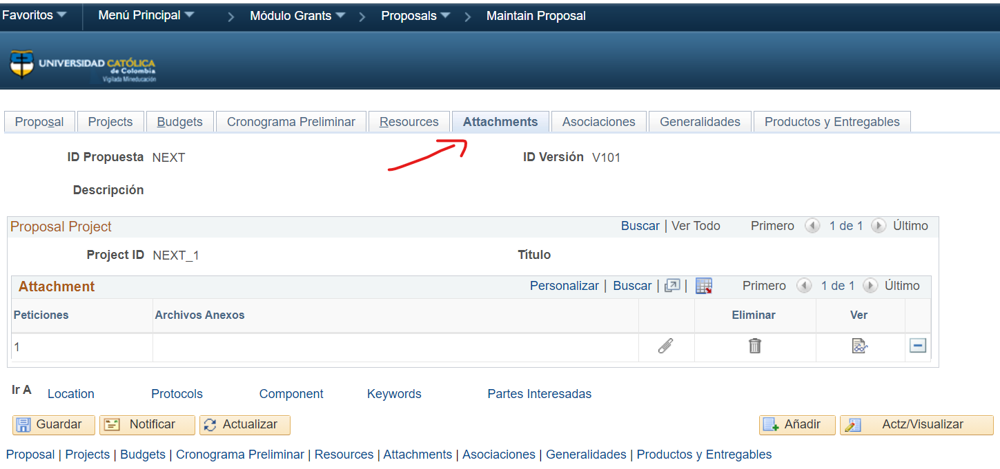 Favoritos Menú Principal > Módulo Grants > Proposals > Maintain Proposal
UNIVERSIDAD CATÓLICA
de Colombia
Vigilada Mineducación
Proposal Projects Budgets Cronograma Preliminar Resources Attachments Asociaciones Generalidades Productos y Entregables
ID Propuesta NEXT ID Versión V101
Descripción
Proposal Project Buscar | Ver Todo Primero 1 de 1 Último
Project ID NEXT_1 Título
Attachment Personalizar | Buscar | | Primero 1 de 1 Último
Peticiones Archivos Anexos Eliminar Ver
1
Ir A Location Protocols Component Keywords Partes Interesadas
Guardar Notificar Actualizar Añadir Actz/Visualizar
Proposal | Projects | Budgets | Cronograma Preliminar | Resources | Attachments | Asociaciones | Generalidades | Productos y Entregables